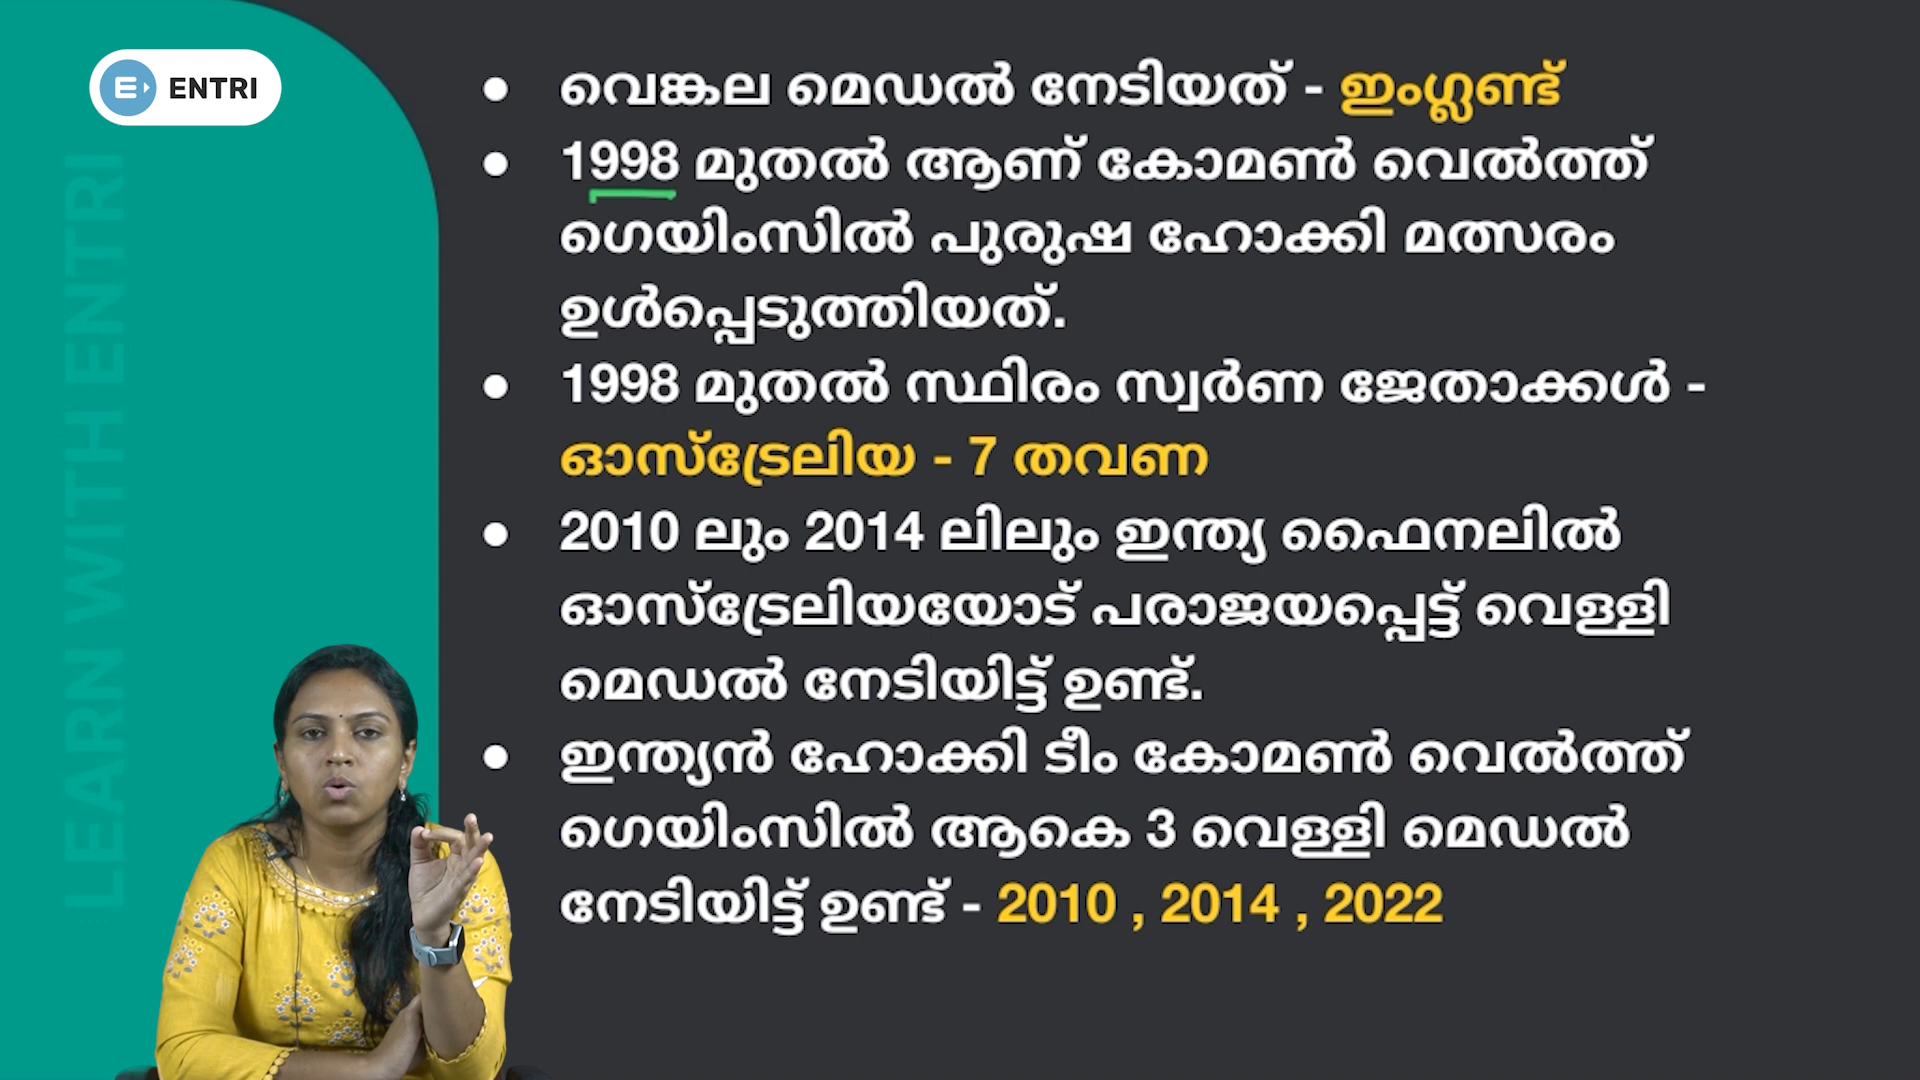 ENTRI
LEARN WITH ENTRI
● വെങ്കല മെഡൽ നേടിയത് - ഇംഗ്ലണ്ട്
● 1998 മുതൽ ആണ് കോമൺ വെൽത്ത്
ഗെയിംസിൽ പുരുഷ ഹോക്കി മത്സരം
ഉൾപ്പെടുത്തിയത്.
● 1998 മുതൽ സ്ഥിരം സ്വർണ ജേതാക്കൾ -
ഓസ്ട്രേലിയ - 7 തവണ
● 2010 ലും 2014 ലിലും ഇന്ത്യ ഫൈനലിൽ
ഓസ്ട്രേലിയയോട് പരാജയപ്പെട്ട് വെള്ളി
മെഡൽ നേടിയിട്ട് ഉണ്ട്.
● ഇന്ത്യൻ ഹോക്കി ടീം കോമൺ വെൽത്ത്
ഗെയിംസിൽ ആകെ 3 വെള്ളി മെഡൽ
നേടിയിട്ട് ഉണ്ട് - 2010 , 2014 , 2022